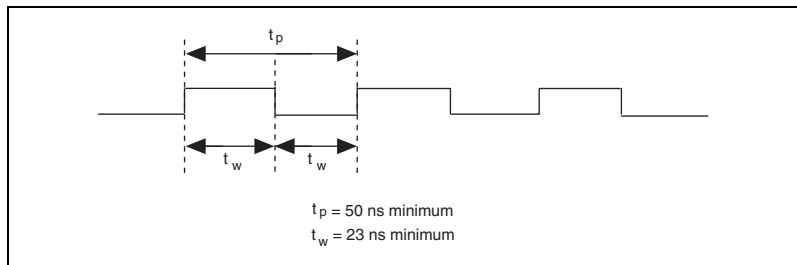 tp
tw tw
tp = 50 ns minimum
tw = 23 ns minimum